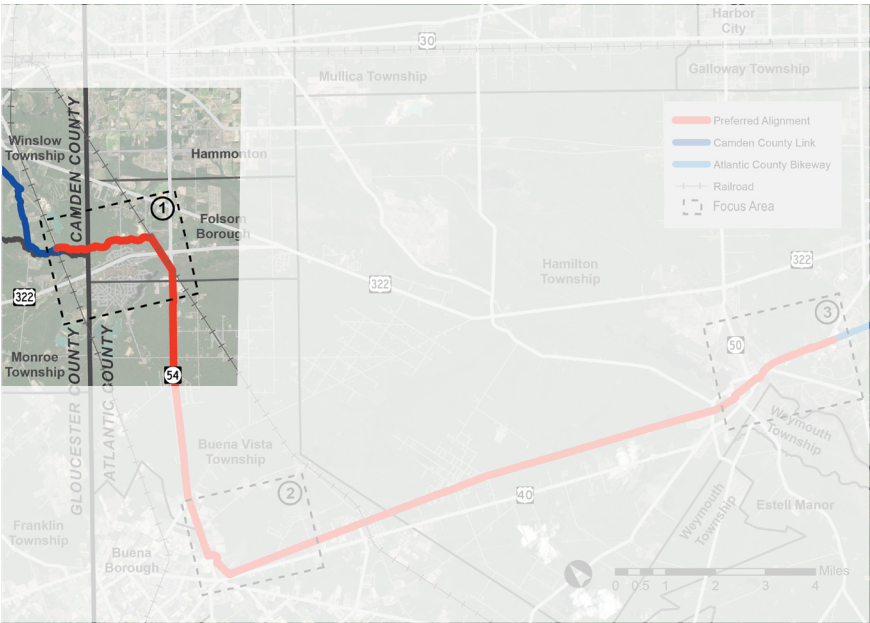 Harbor
City
30
Mullica Township
Galloway Township
Preferred Alignment
Camden County Link
Atlantic County Bikeway
Railroad
Focus Area
Winslow
Township
CAMDEN COUNTY
Hammonton
1
Folsom
Borough
322
322
322
Hamilton
Township
3
50
Monroe
Township
GLOUCESTER COUNTY
ATLANTIC COUNTY
54
Buena Vista
Township
2
40
Weymouth
Township
Weymouth
Township
Estell Manor
Franklin
Township
Buena
Borough
0 0.5 1 2 3 4 Miles